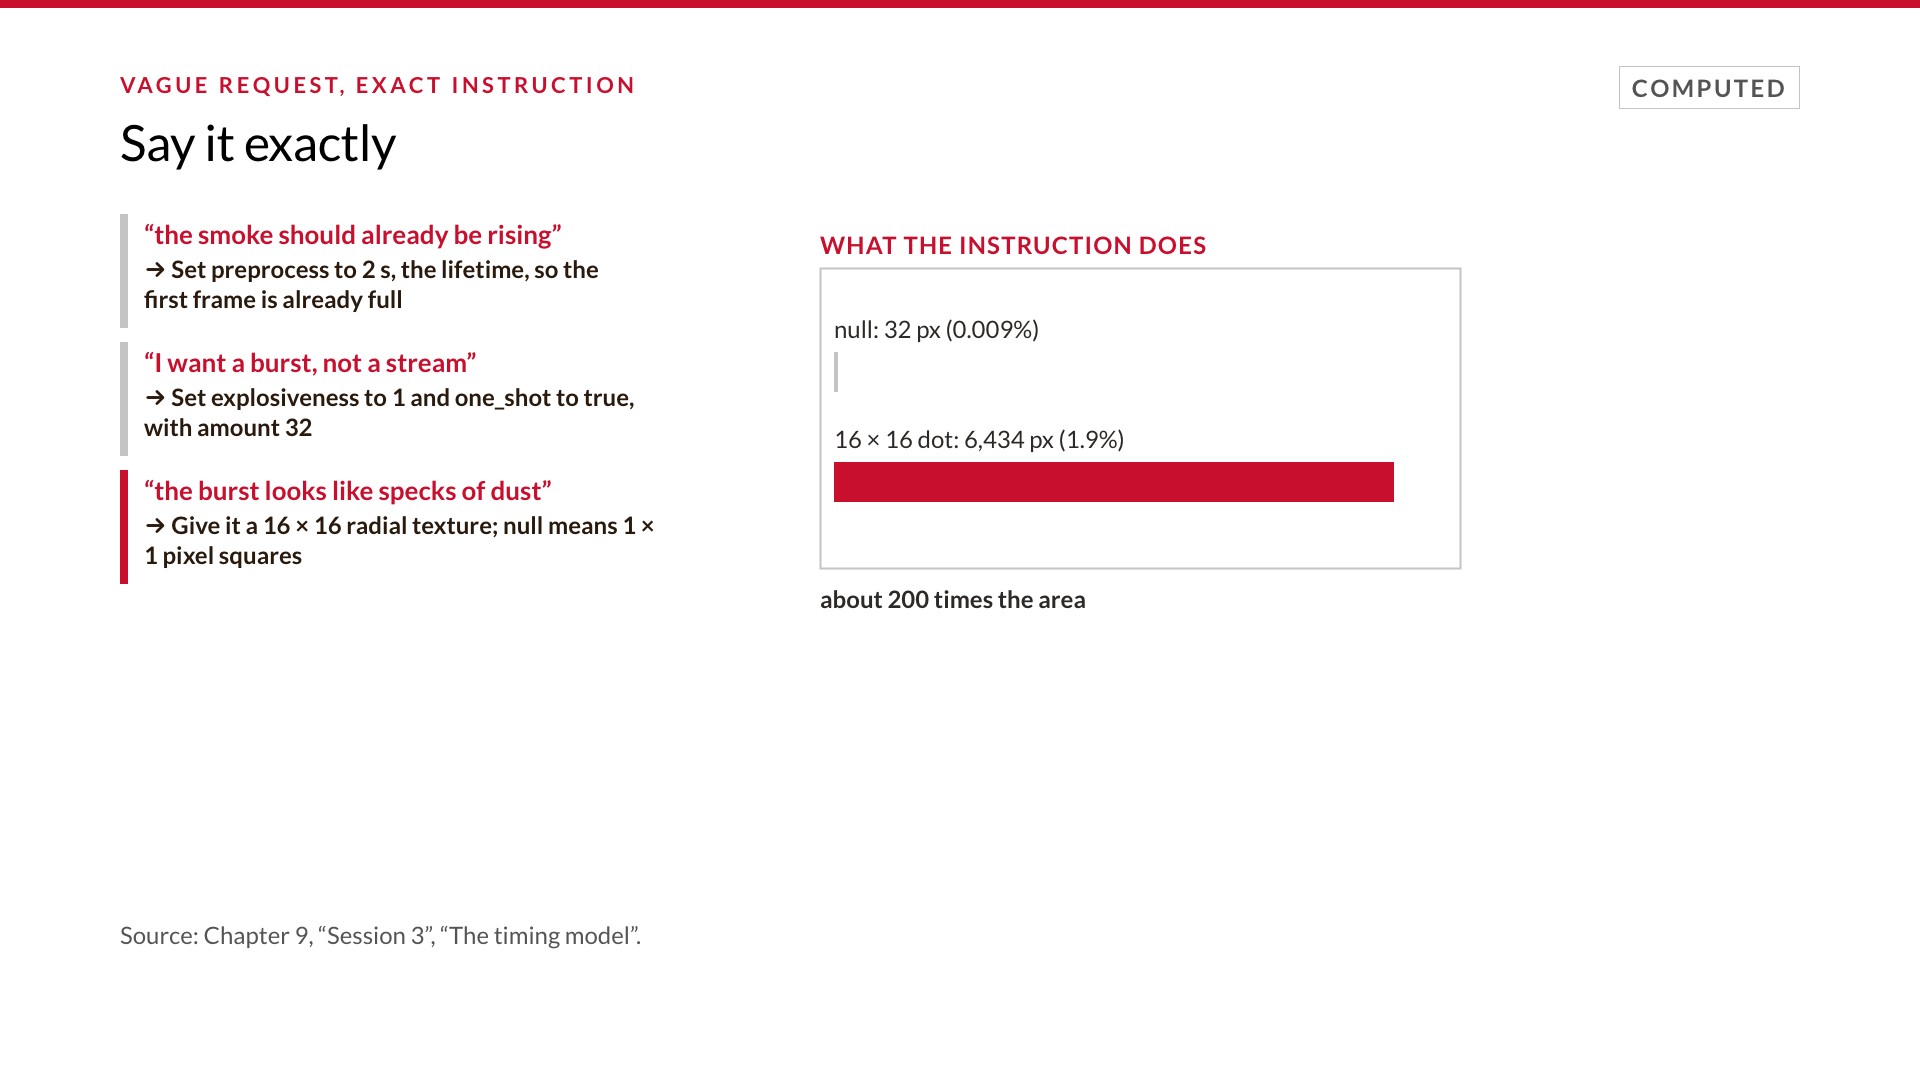 VAGUE REQUEST, EXACT INSTRUCTION
COMPUTED
Say it exactly
“the smoke should already be rising”
→ Set preprocess to 2 s, the lifetime, so the
first frame is already full
“I want a burst, not a stream”
→ Set explosiveness to 1 and one_shot to true,
with amount 32
“the burst looks like specks of dust”
→ Give it a 16 × 16 radial texture; null means 1 ×
1 pixel squares
WHAT THE INSTRUCTION DOES
null: 32 px (0.009%)
16 × 16 dot: 6,434 px (1.9%)
about 200 times the area
Source: Chapter 9, “Session 3”, “The timing model”.